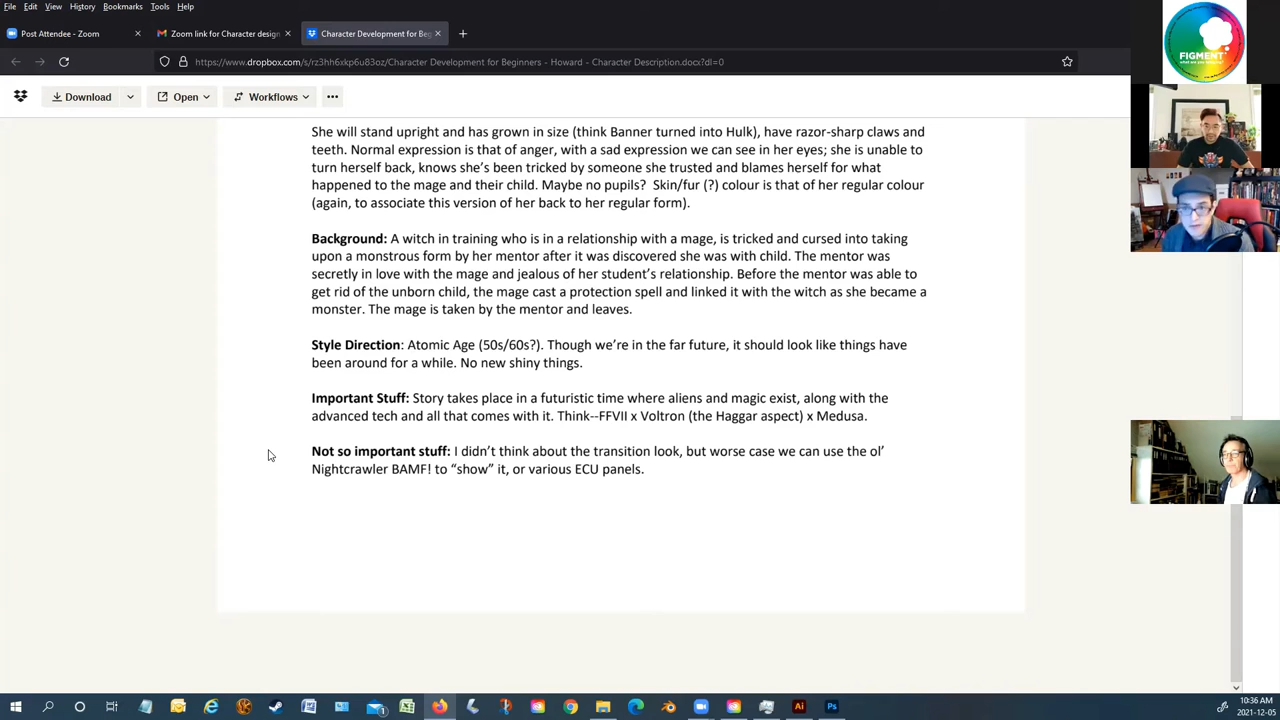 File Edit View History Bookmarks Tools Help
Post Attendee - Zoom
Zoom link for Character design
Character Development for Beg
https://www.dropbox.com/s/rz3hh6xkp6u83oz/Character Development for Beginners - Howard - Character Description.docx?dl=0
Download
Open
Workflows
FIGMENT
She will stand upright and has grown in size (think Banner turned into Hulk), have razor-sharp claws and
teeth. Normal expression is that of anger, with a sad expression we can see in her eyes; she is unable to
turn herself back, knows she's been tricked by someone she trusted and blames herself for what
happened to the mage and their child. Maybe no pupils?  Skin/fur (?) colour is that of her regular colour
(again, to associate this version of her back to her regular form).
Background: A witch in training who is in a relationship with a mage, is tricked and cursed into taking
upon a monstrous form by her mentor after it was discovered she was with child. The mentor was
secretly in love with the mage and jealous of her student's relationship. Before the mentor was able to
get rid of the unborn child, the mage cast a protection spell and linked it with the witch as she became a
monster. The mage is taken by the mentor and leaves.
Style Direction: Atomic Age (50s/60s?). Though we're in the far future, it should look like things have
been around for a while. No new shiny things.
Important Stuff: Story takes place in a futuristic time where aliens and magic exist, along with the
advanced tech and all that comes with it. Think--FFVII x Voltron (the Haggar aspect) x Medusa.
Not so important stuff: I didn't think about the transition look, but worse case we can use the ol'
Nightcrawler BAMF! to "show" it, or various ECU panels.
10:36 AM
2021-12-05